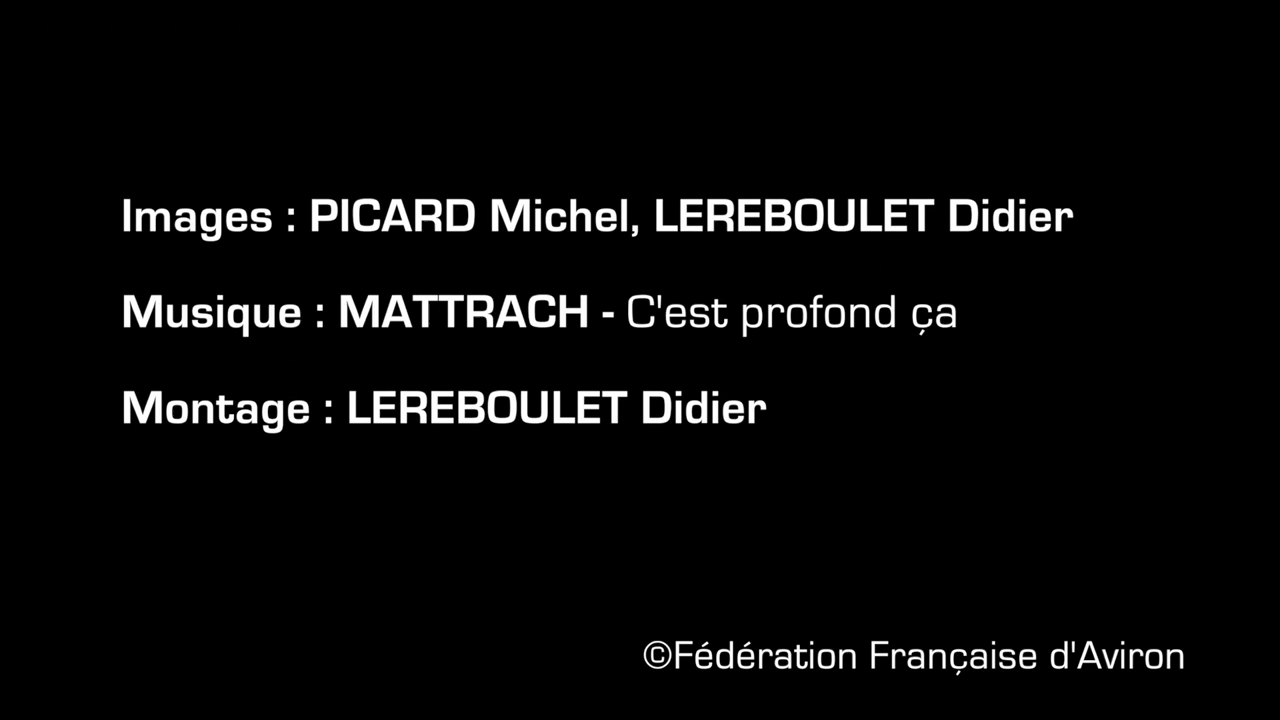 Images : PICARD Michel, LEREBOULET Didier
Musique : MATTRACH - C'est profond ça
Montage : LEREBOULET Didier
©Fédération Française d'Aviron